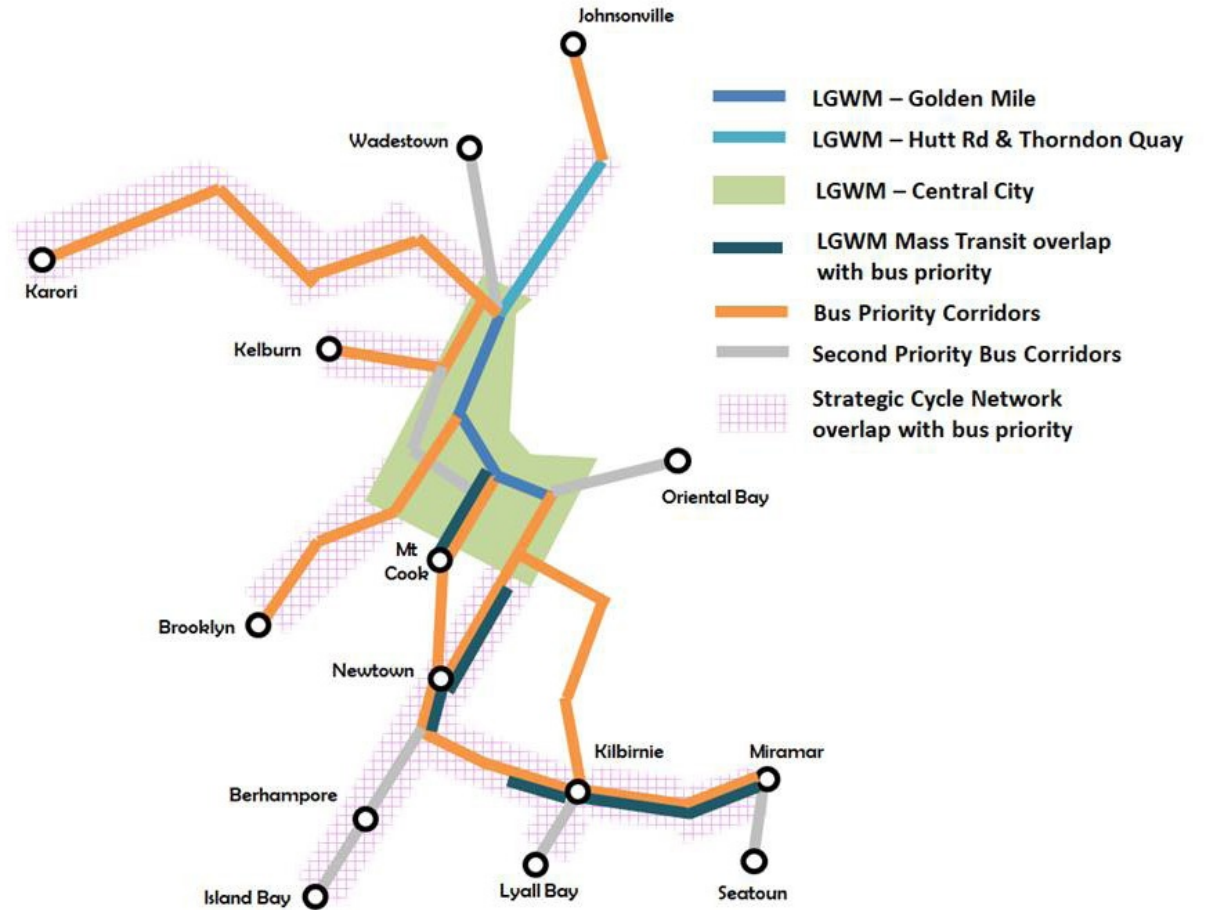 Johnsonville
LGWM – Golden Mile
LGWM – Hutt Rd & Thorndon Quay
Wadestown
LGWM – Central City
LGWM Mass Transit overlap
with bus priority
Karori
Bus Priority Corridors
Kelburn
Second Priority Bus Corridors
Strategic Cycle Network
overlap with bus priority
Oriental Bay
Mt
Cook
Brooklyn
Newtown
Kilbirnie
Miramar
Berhampore
Island Bay
Lyall Bay
Seatoun